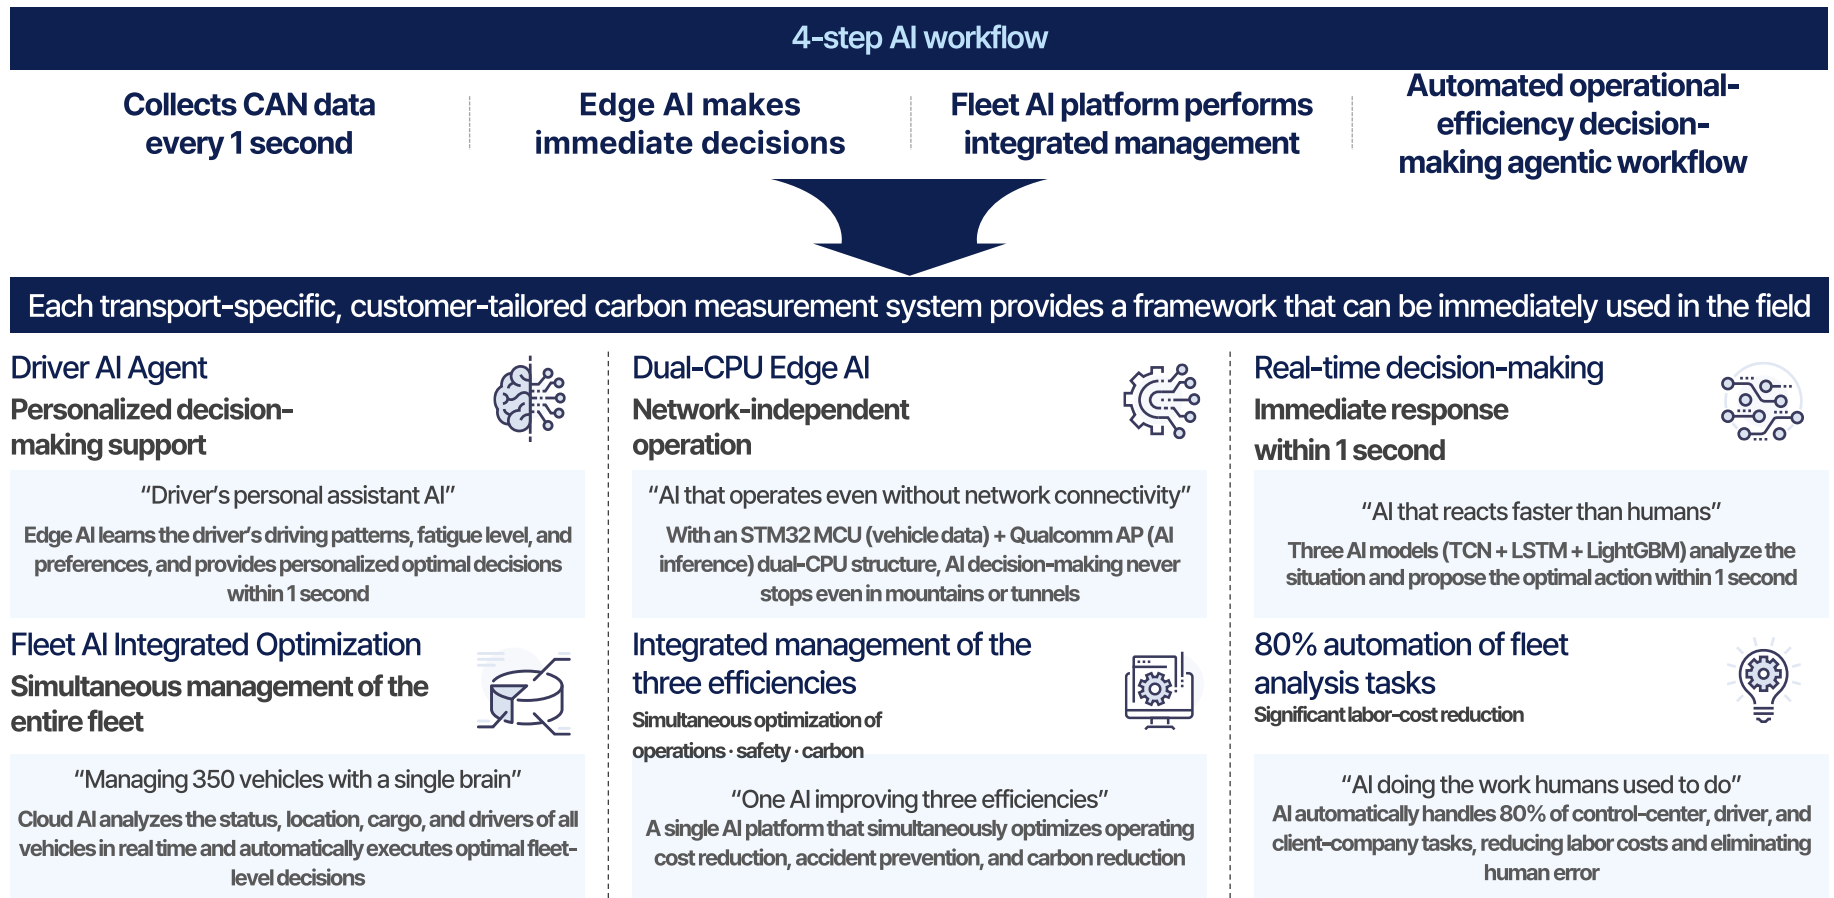 4-step AI workflow
Collects CAN data
every 1 second
Edge AI makes
immediate decisions
Fleet AI platform performs
integrated management
Automated operational-
efficiency decision-
making agentic workflow
Each transport-specific, customer-tailored carbon measurement system provides a framework that can be immediately used in the field
Driver AI Agent
Personalized decision-
making support
“Driver’s personal assistant AI”
Edge AI learns the driver’s driving patterns, fatigue level, and
preferences, and provides personalized optimal decisions
within 1 second
Dual-CPU Edge AI
Network-independent
operation
“AI that operates even without network connectivity”
With an STM32 MCU (vehicle data) + Qualcomm AP (AI
inference) dual-CPU structure, AI decision-making never
stops even in mountains or tunnels
Real-time decision-making
Immediate response
within 1 second
“AI that reacts faster than humans”
Three AI models (TCN + LSTM + LightGBM) analyze the
situation and propose the optimal action within 1 second
Fleet AI Integrated Optimization
Simultaneous management of the
entire fleet
“Managing 350 vehicles with a single brain”
Cloud AI analyzes the status, location, cargo, and drivers of all
vehicles in real time and automatically executes optimal fleet-
level decisions
Integrated management of the
three efficiencies
Simultaneous optimization of
operations · safety · carbon
“One AI improving three efficiencies”
A single AI platform that simultaneously optimizes operating
cost reduction, accident prevention, and carbon reduction
80% automation of fleet
analysis tasks
Significant labor-cost reduction
“AI doing the work humans used to do”
AI automatically handles 80% of control-center, driver, and
client-company tasks, reducing labor costs and eliminating
human error